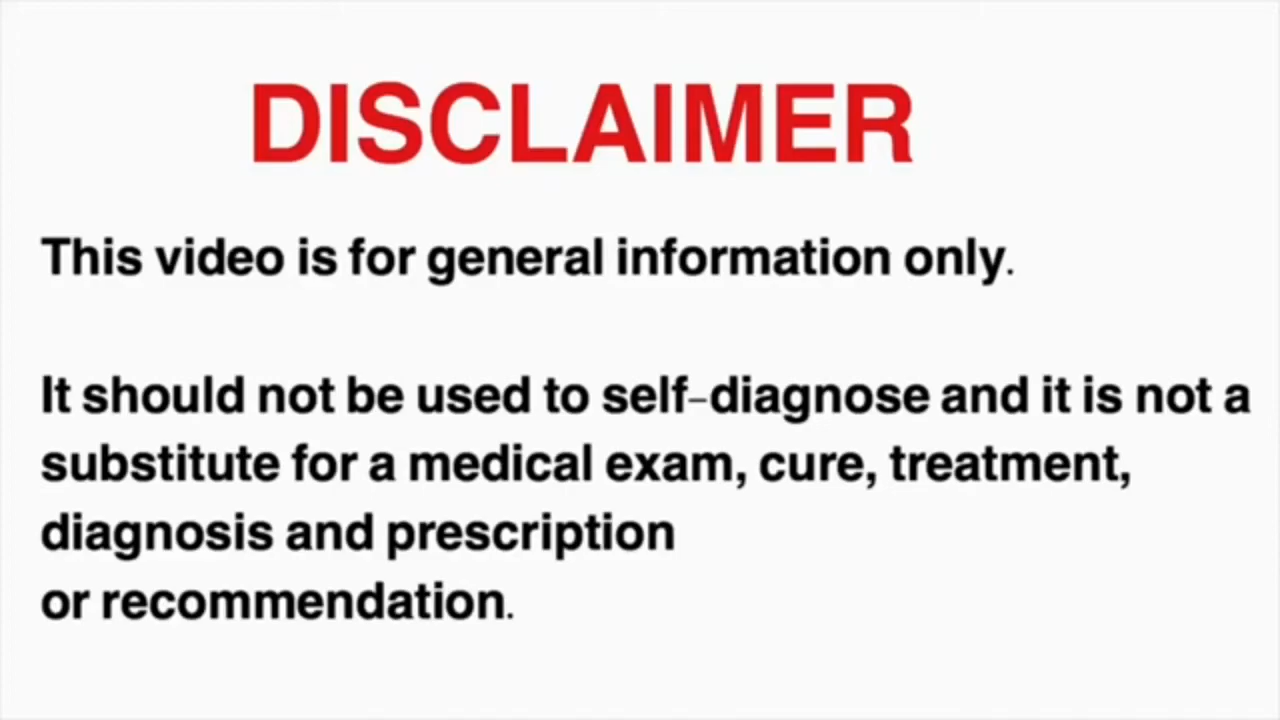 DISCLAIMER
This video is for general information only.
It should not be used to self-diagnose and it is not a
substitute for a medical exam, cure, treatment,
diagnosis and prescription
or recommendation.